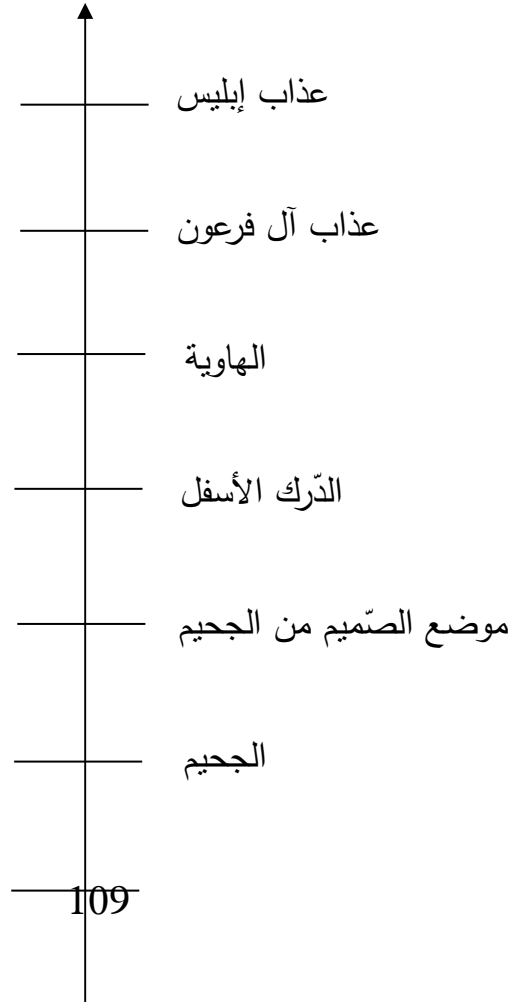 عذاب إبليس
عذاب آل فرعون
الهاوية
الدّرك الأسفل
موضع الصّميم من الجحيم
الجحيم
109